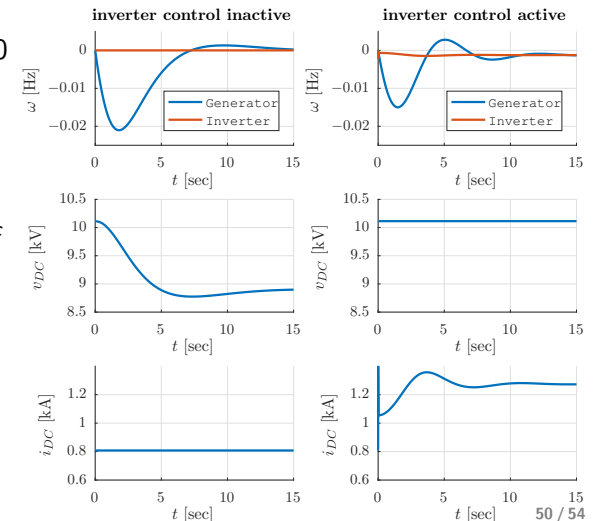 inverter control inactive
0
−0.01
−0.02
ω [Hz]
Generator
Inverter
0 5 10 15
t [sec]
inverter control active
0
−0.01
−0.02
ω [Hz]
Generator
Inverter
0 5 10 15
t [sec]
10.5
10
9.5
9
8.5
v_DC [kV]
0 5 10 15
t [sec]
10.5
10
9.5
9
8.5
v_DC [kV]
0 5 10 15
t [sec]
1.2
1
0.8
0.6
i_DC [kA]
0 5 10 15
t [sec]
1.2
1
0.8
0.6
i_DC [kA]
0 5 10 15
t [sec]
50 / 54